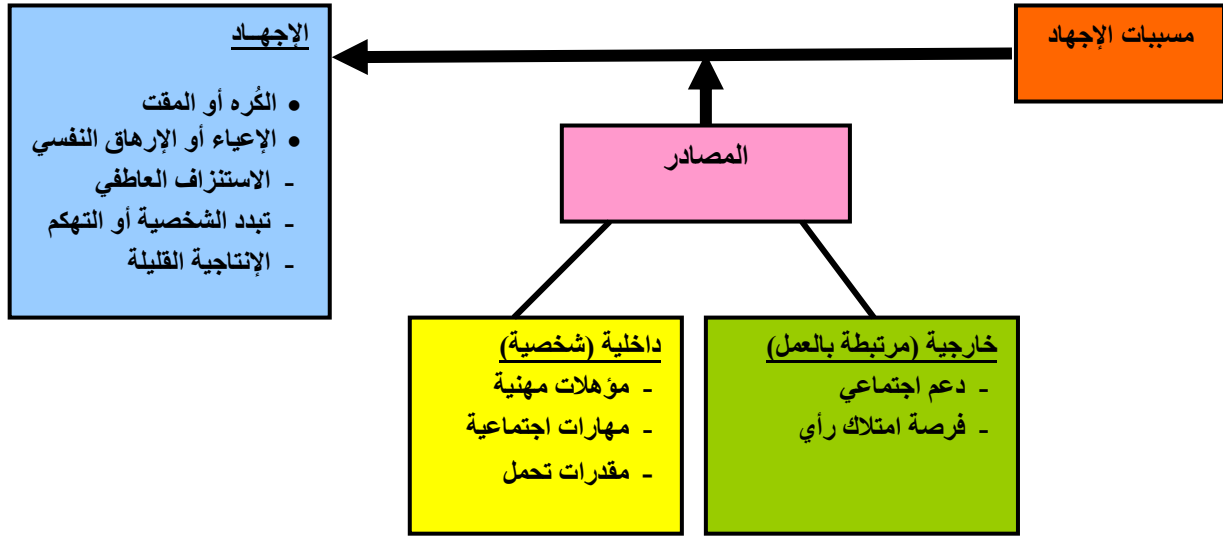 مسببات الإجهاد
الإجهــاد
• الكُره أو المقت
• الإعياء أو الإرهاق النفسي
- الاستنزاف العاطفي
- تبدد الشخصية أو التهكم
- الإنتاجية القليلة
المصادر
خارجية (مرتبطة بالعمل)
- دعم اجتماعي
- فرصة امتلاك رأي
داخلية (شخصية)
- مؤهلات مهنية
- مهارات اجتماعية
- مقدرات تحمل